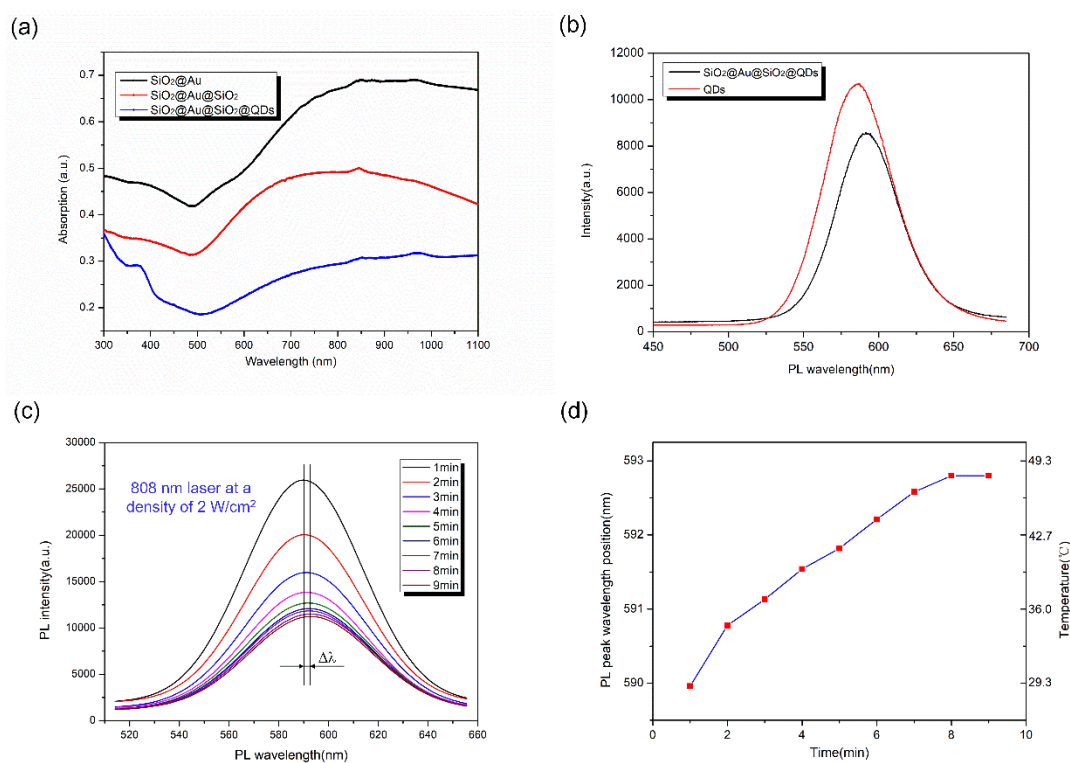 (a)
0.7
0.6
0.5
0.4
0.3
0.2
Absorption (a.u.)
SiO₂@Au
SiO₂@Au@SiO₂
SiO₂@Au@SiO₂@QDs
300 400 500 600 700 800 900 1000 1100
Wavelength (nm)
(b)
12000
10000
8000
6000
4000
2000
0
Intensity(a.u.)
SiO₂@Au@SiO₂@QDs
QDs
450 500 550 600 650 700
PL wavelength(nm)
(c)
30000
25000
20000
15000
10000
5000
0
PL intensity(a.u.)
808 nm laser at a
density of 2 W/cm²
1min
2min
3min
4min
5min
6min
7min
8min
9min
Δλ
520 540 560 580 600 620 640 660
PL wavelength(nm)
(d)
593
592
591
590
PL peak wavelength position(nm)
49.3
42.7
36.0
29.3
Temperature(℃)
0 2 4 6 8 10
Time(min)